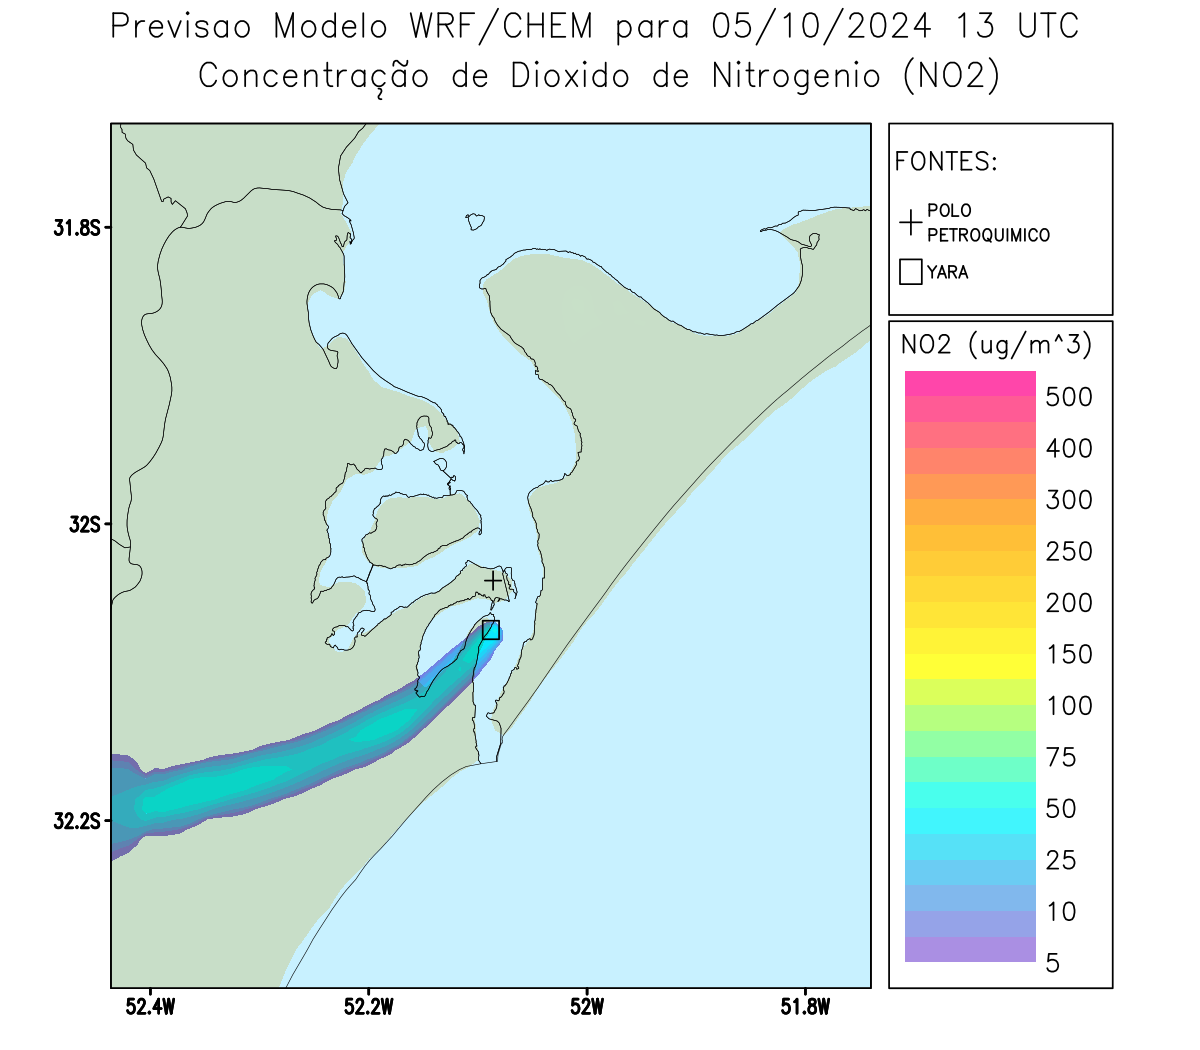 Previsao Modelo WRF/CHEM para 05/10/2024 13 UTC
Concentração de Dioxido de Nitrogenio (NO2)
FONTES:
POLO
PETROQUIMICO
YARA
NO2 (ug/m^3)
500
400
300
250
200
150
100
75
50
25
10
5
31.8S
32S
32.2S
52.4W
52.2W
52W
51.8W